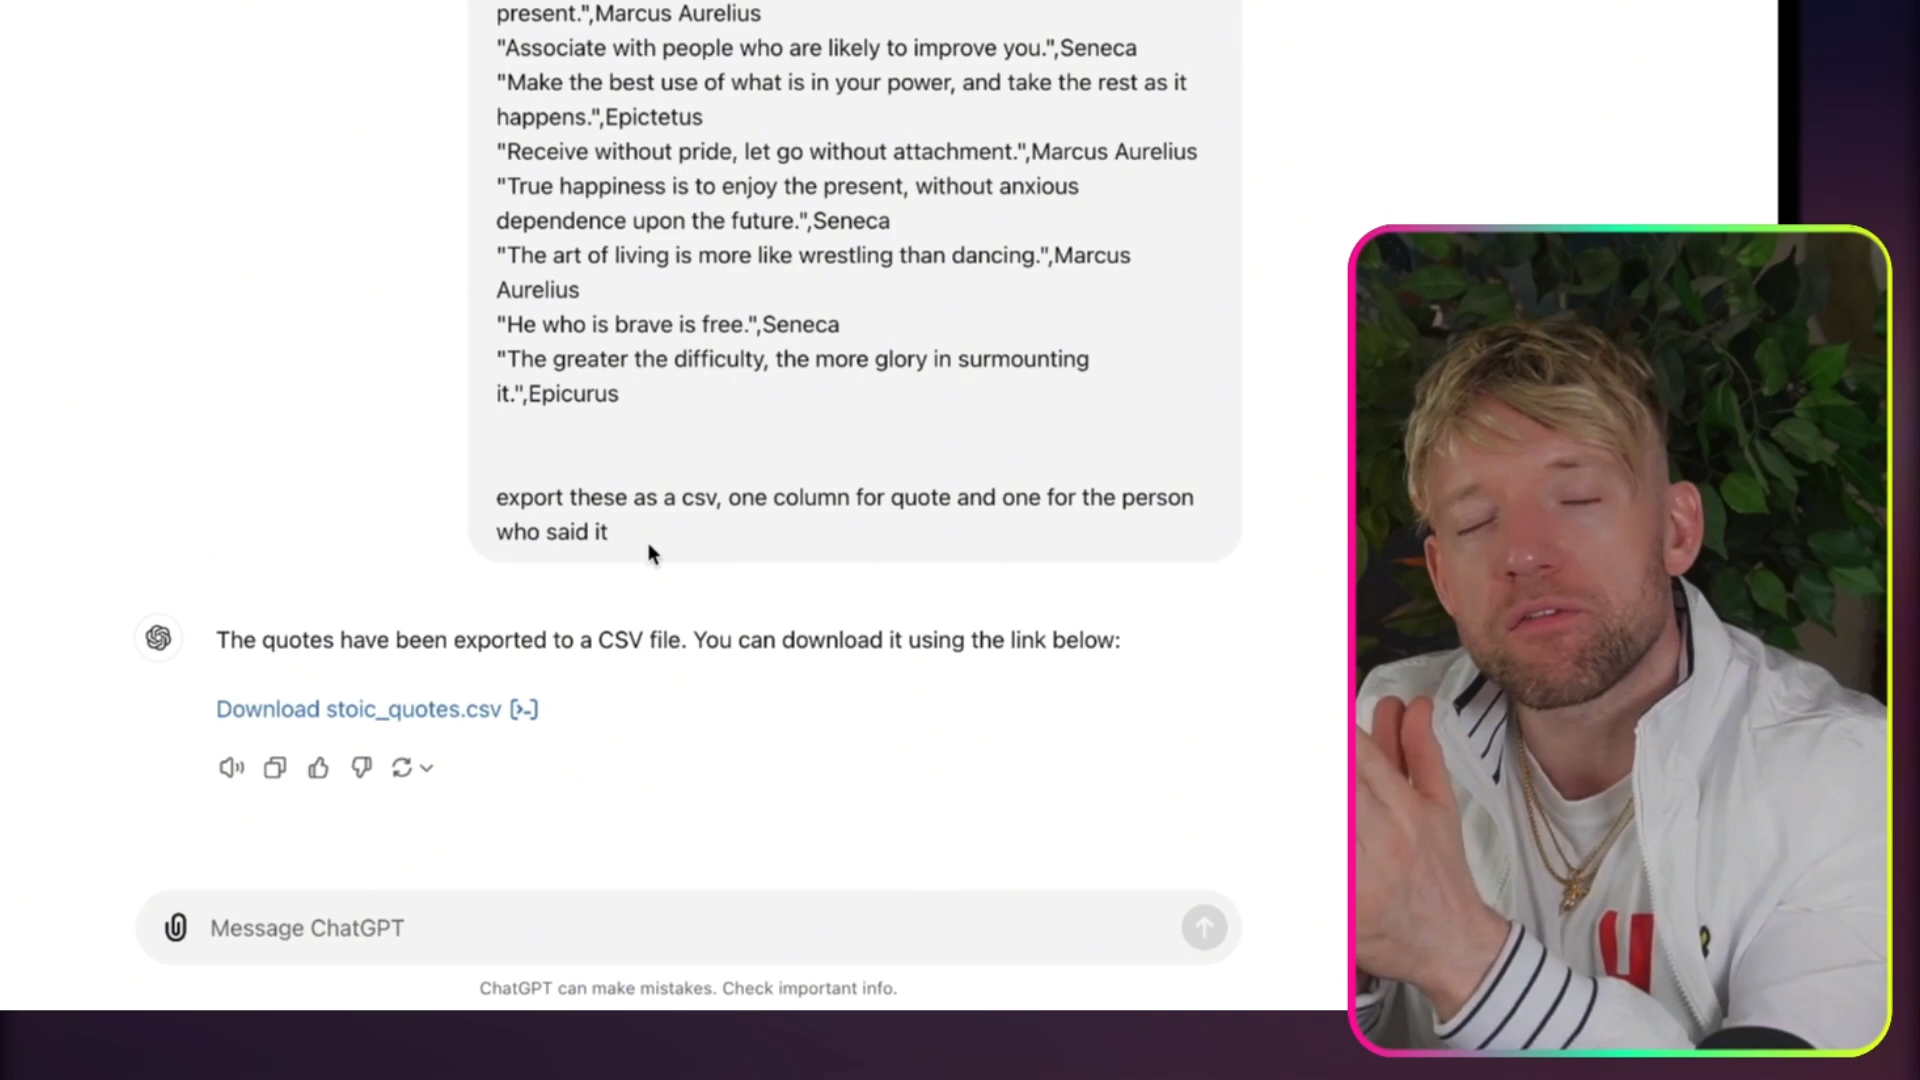 present.",Marcus Aurelius
"Associate with people who are likely to improve you.",Seneca
"Make the best use of what is in your power, and take the rest as it
happens.",Epictetus
"Receive without pride, let go without attachment.",Marcus Aurelius
"True happiness is to enjoy the present, without anxious
dependence upon the future.",Seneca
"The art of living is more like wrestling than dancing.",Marcus
Aurelius
"He who is brave is free.",Seneca
"The greater the difficulty, the more glory in surmounting
it.",Epicurus
export these as a csv, one column for quote and one for the person
who said it
The quotes have been exported to a CSV file. You can download it using the link below:
Download stoic_quotes.csv [>-]
Message ChatGPT
ChatGPT can make mistakes. Check important info.